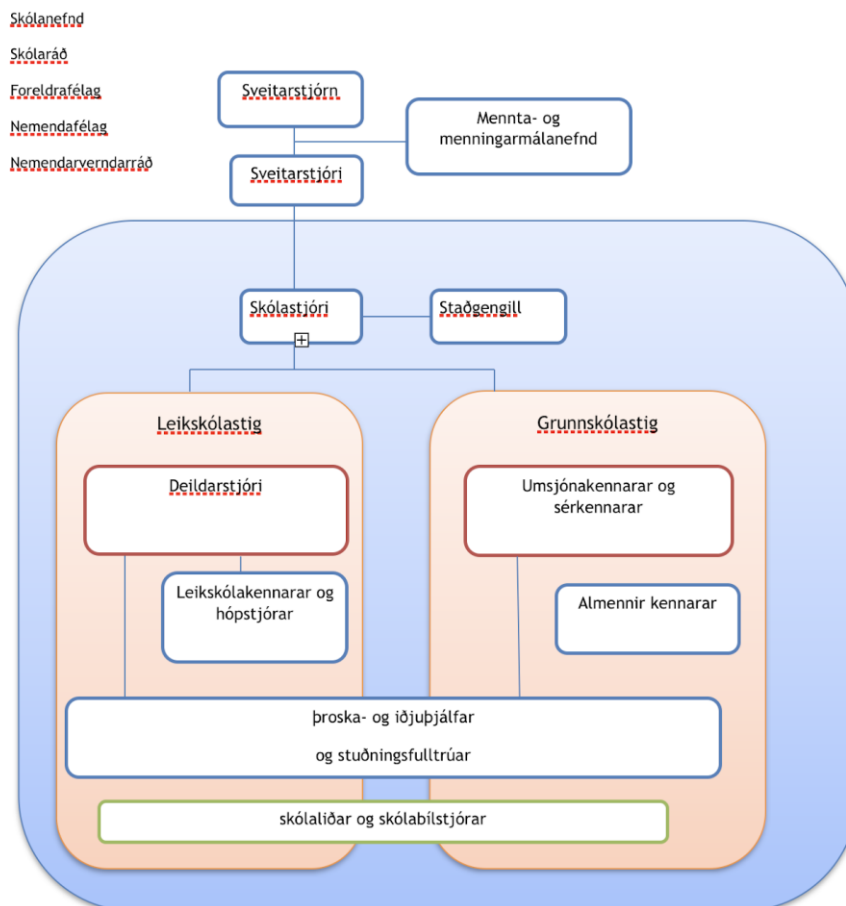 Skólanefnd
Skólaráð
Foreldrafélag
Nemendafélag
Nemendarverndarráð
Sveitarstjórn
Mennta- og
menningarmálanefnd
Sveitarstjóri
Skólastjóri
Staðgengill
Leikskólastig
Grunnskólastig
Deildarstjóri
Umsjónakennarar og
sérkennarar
Leikskólakennarar og
hópstjórar
Almennir kennarar
þroska- og iðjuþjálfar
og stuðningsfulltrúar
skólaliðar og skólabílstjórar